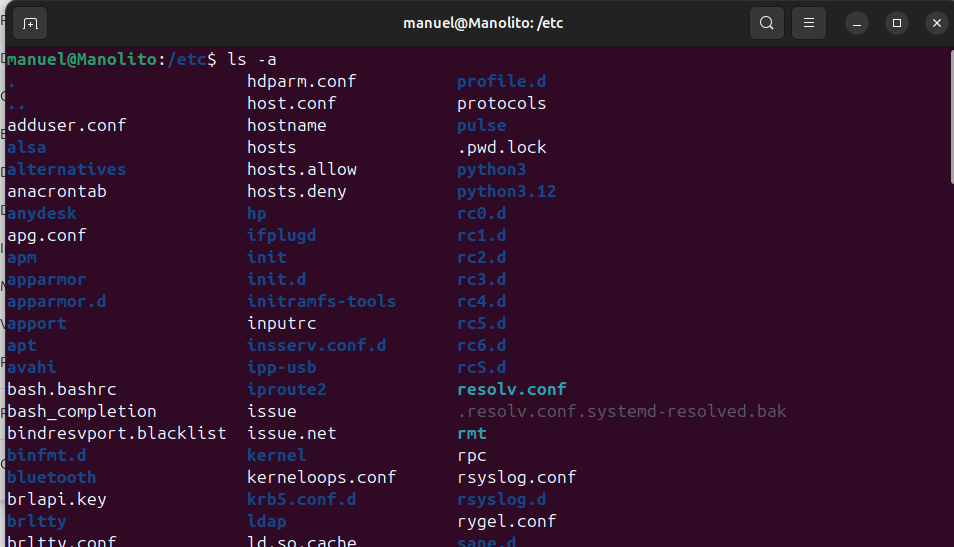 manuel@Manolito: /etc
manuel@Manolito:/etc$ ls -a
. hdparm.conf profile.d
.. host.conf protocols
adduser.conf hostname pulse
alsa hosts .pwd.lock
alternatives hosts.allow python3
anacrontab hosts.deny python3.12
anydesk hp rc0.d
apg.conf ifplugd rc1.d
apm init rc2.d
apparmor init.d rc3.d
apparmor.d initramfs-tools rc4.d
apport inputrc rc5.d
apt insserv.conf.d rc6.d
avahi ipp-usb rcS.d
bash.bashrc iproute2 resolv.conf
bash_completion issue .resolv.conf.systemd-resolved.bak
bindresvport.blacklist issue.net rmt
binfmt.d kernel rpc
bluetooth kerneloops.conf rsyslog.conf
brlapi.key krb5.conf.d rsyslog.d
brltty ldap rygel.conf
brltty.conf ld.so.cache sane.d